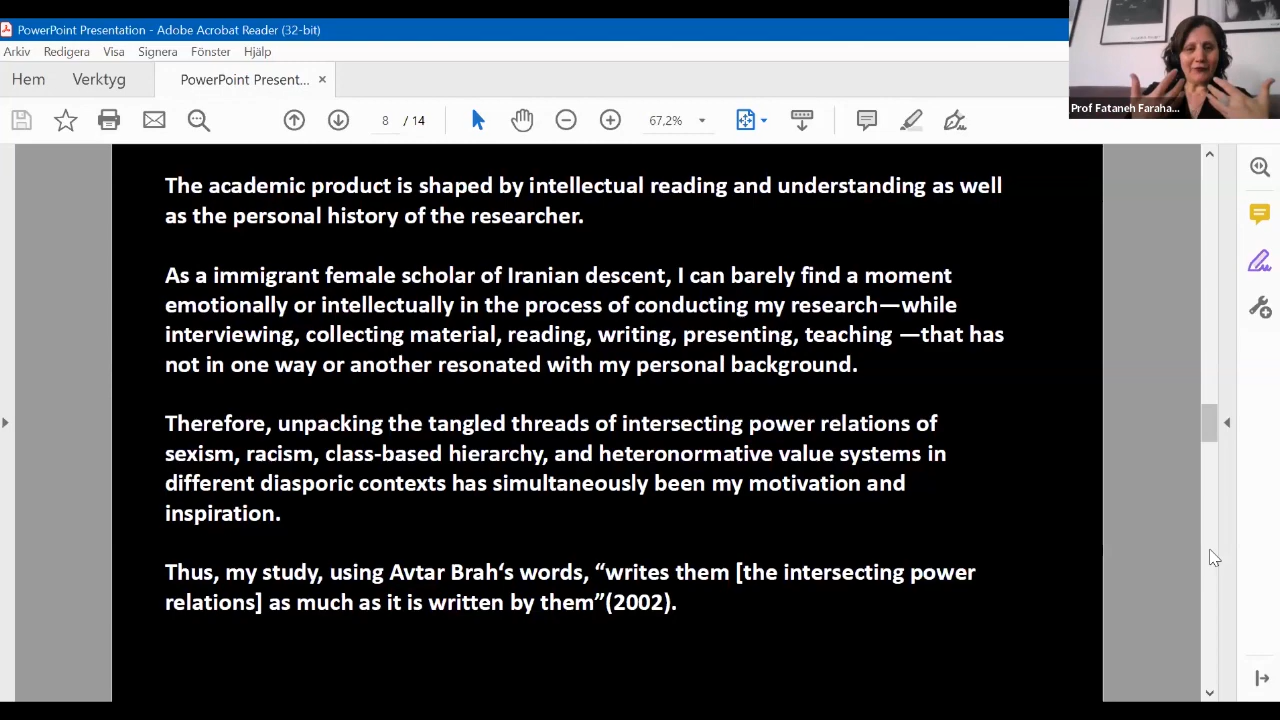 PowerPoint Presentation - Adobe Acrobat Reader (32-bit)
Arkiv Redigera Visa Signera Fönster Hjälp
Hem Verktyg PowerPoint Present... ×
8 / 14 67,2%
Prof Fataneh Faraha...
The academic product is shaped by intellectual reading and understanding as well
as the personal history of the researcher.
As a immigrant female scholar of Iranian descent, I can barely find a moment
emotionally or intellectually in the process of conducting my research—while
interviewing, collecting material, reading, writing, presenting, teaching —that has
not in one way or another resonated with my personal background.
Therefore, unpacking the tangled threads of intersecting power relations of
sexism, racism, class-based hierarchy, and heteronormative value systems in
different diasporic contexts has simultaneously been my motivation and
inspiration.
Thus, my study, using Avtar Brah‘s words, “writes them [the intersecting power
relations] as much as it is written by them”(2002).